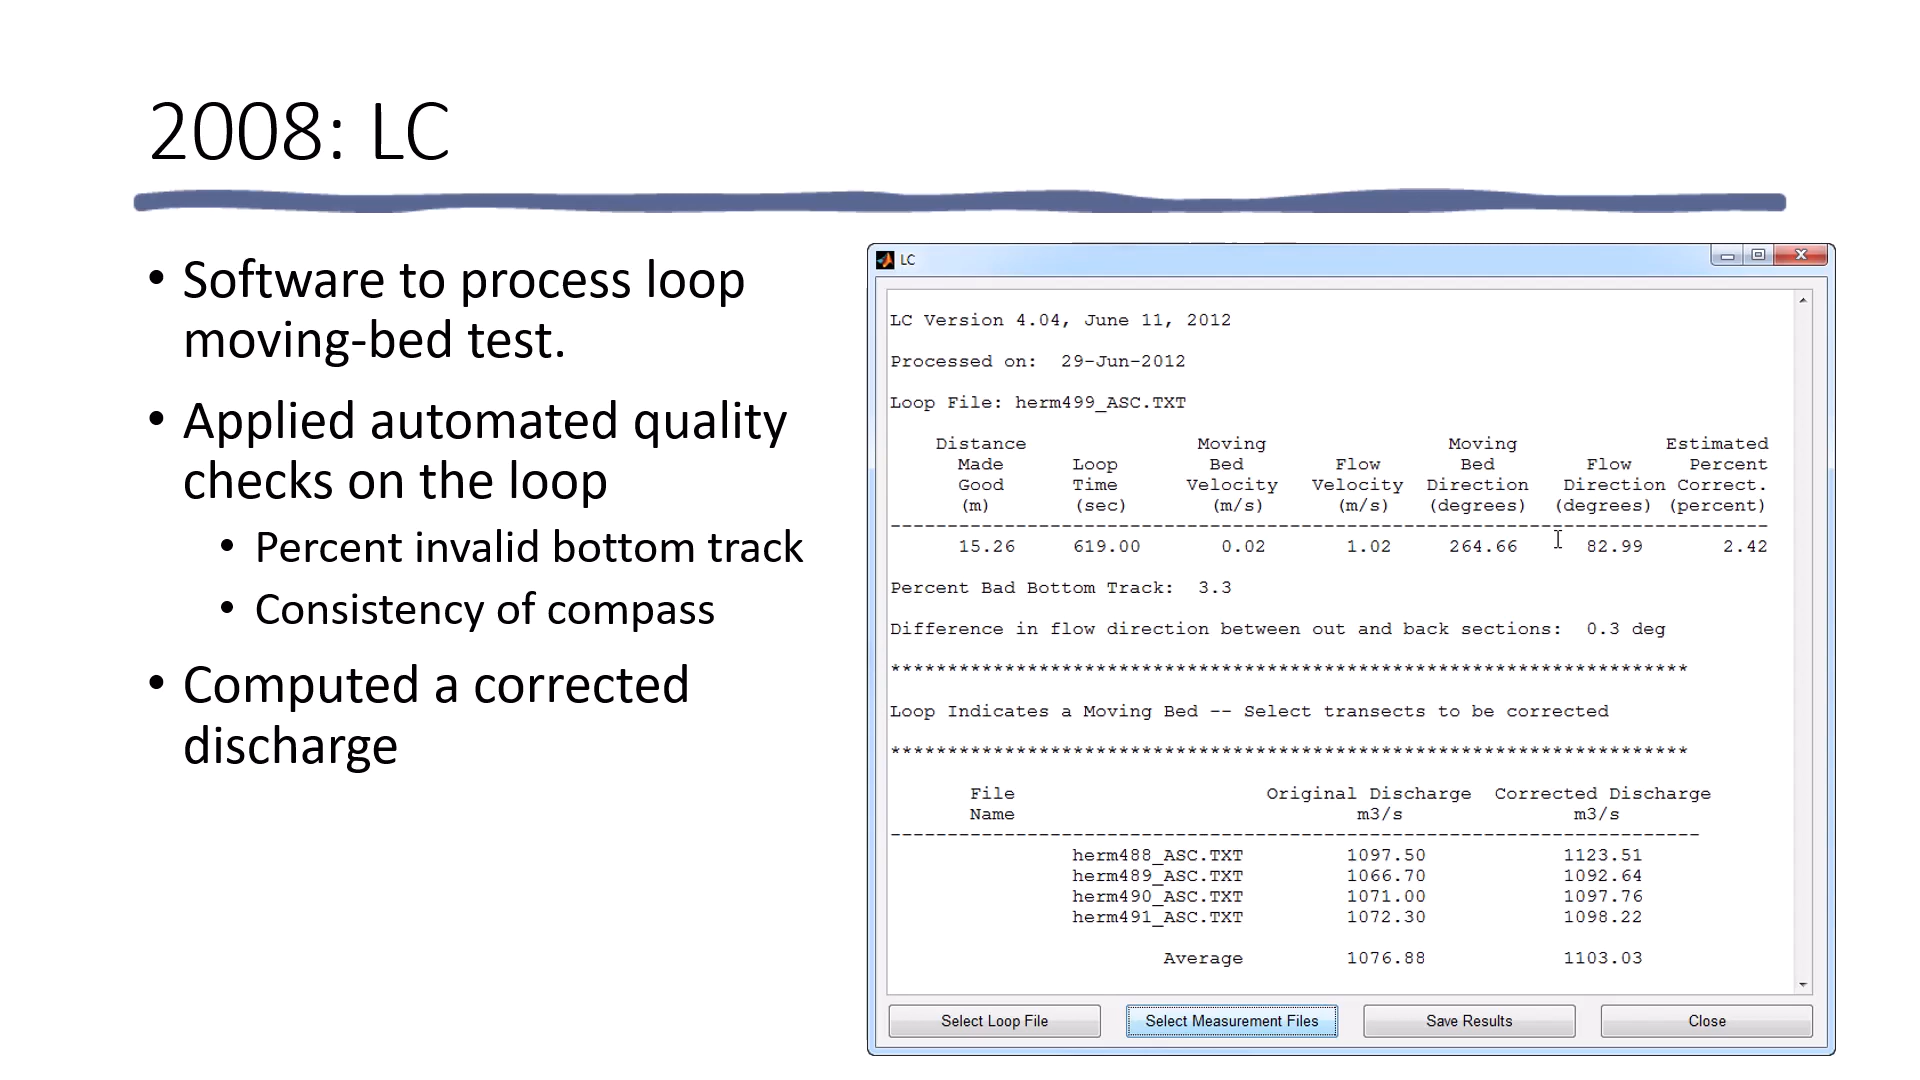 2008: LC
• Software to process loop
moving-bed test.
• Applied automated quality
checks on the loop
• Percent invalid bottom track
• Consistency of compass
• Computed a corrected
discharge
LC
LC Version 4.04, June 11, 2012
Processed on: 29-Jun-2012
Loop File: herm499_ASC.TXT
Distance Moving Moving Estimated
Made Loop Bed Flow Bed Flow Percent
Good Time Velocity Velocity Direction Direction Correct.
(m) (sec) (m/s) (m/s) (degrees) (degrees) (percent)
--------------------------------------------------------------------------------
15.26 619.00 0.02 1.02 264.66 82.99 2.42
Percent Bad Bottom Track: 3.3
Difference in flow direction between out and back sections: 0.3 deg
**********************************************************************
Loop Indicates a Moving Bed -- Select transects to be corrected
**********************************************************************
File Original Discharge Corrected Discharge
Name m3/s m3/s
-----------------------------------------------------------------------
herm488_ASC.TXT 1097.50 1123.51
herm489_ASC.TXT 1066.70 1092.64
herm490_ASC.TXT 1071.00 1097.76
herm491_ASC.TXT 1072.30 1098.22
Average 1076.88 1103.03
Select Loop File Select Measurement Files Save Results Close